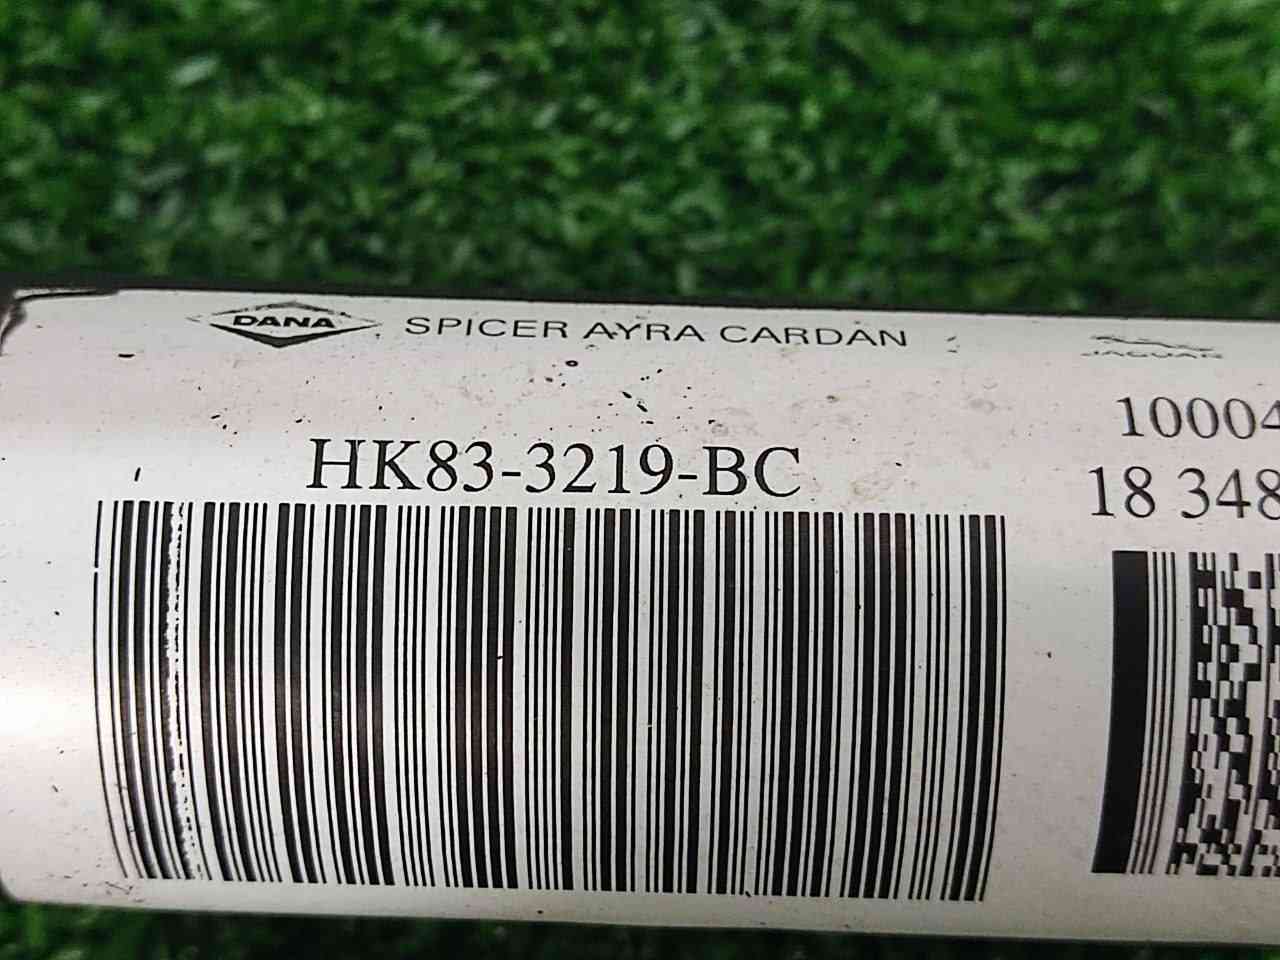 DANA
SPICER AYRA CARDAN
JAGUAR
HK83-3219-BC
10004
18 348